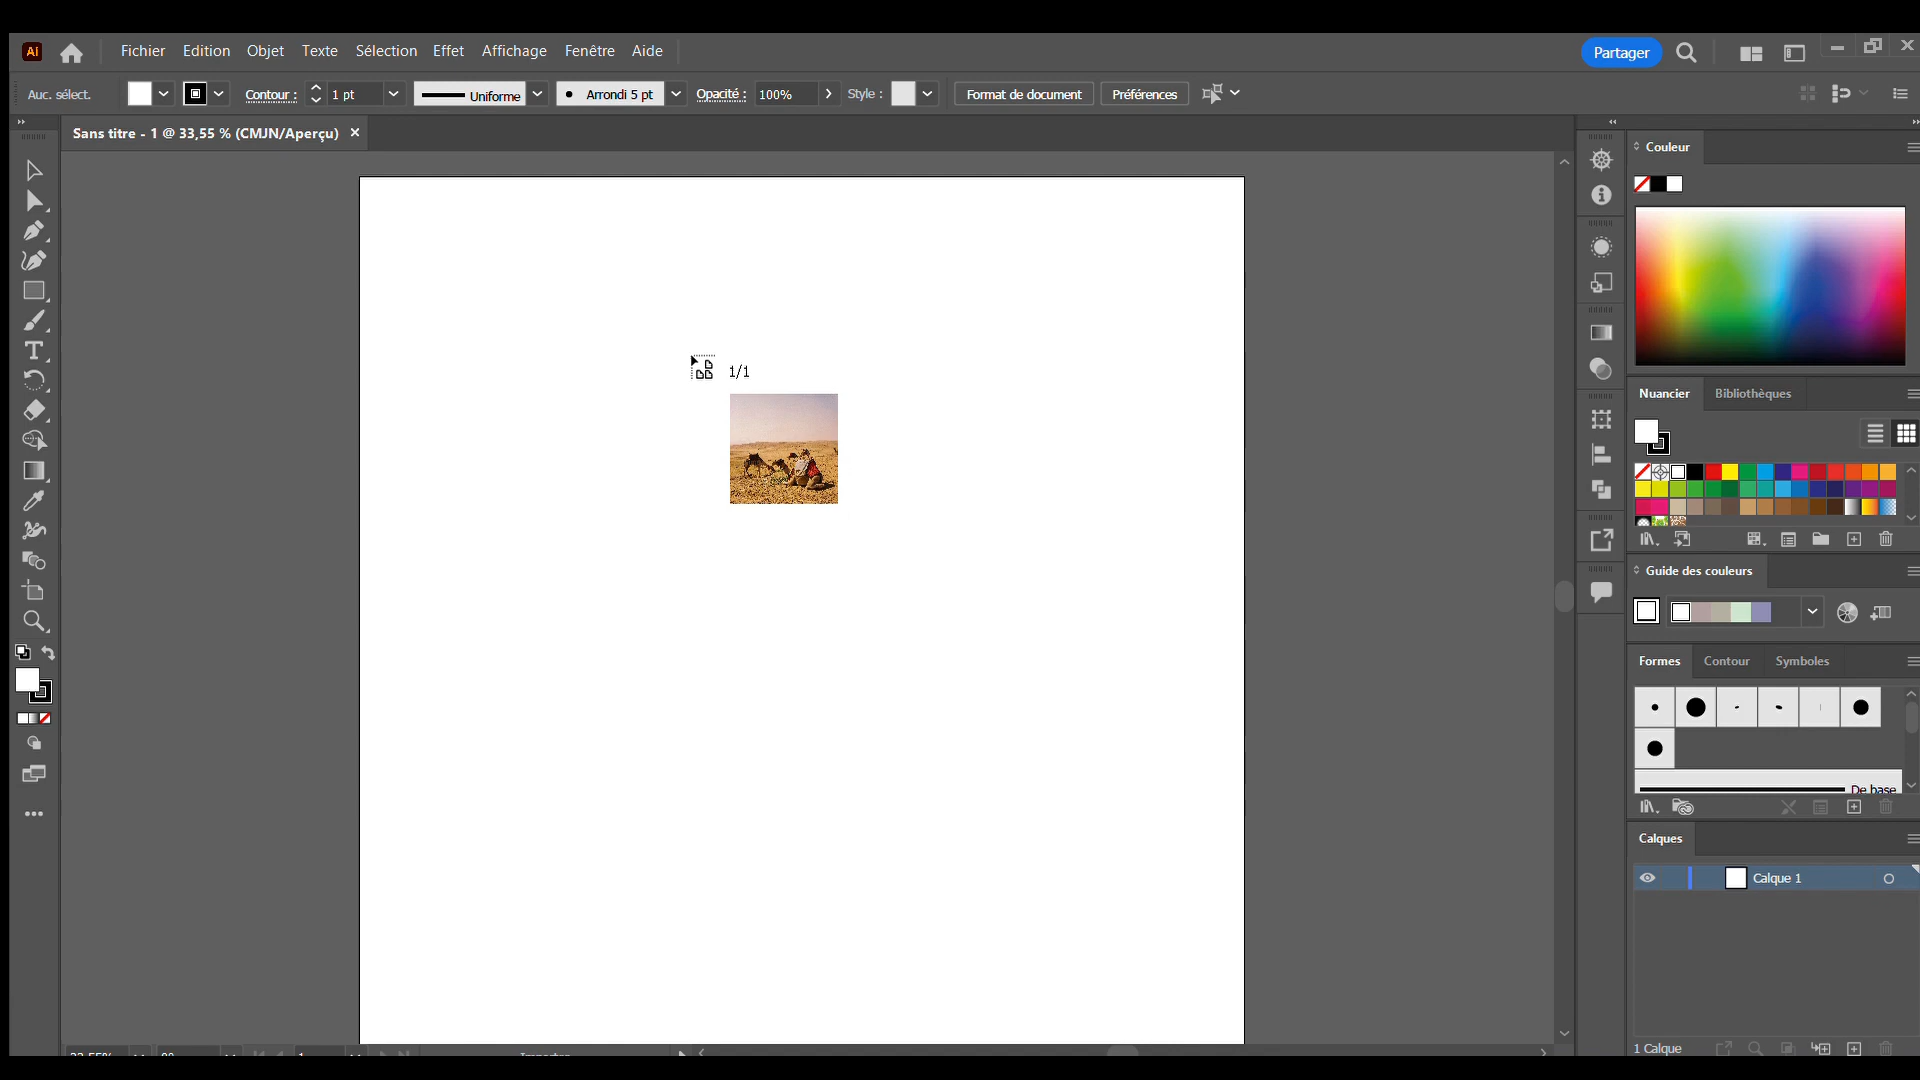 Ai Fichier Edition Objet Texte Sélection Effet Affichage Fenêtre Aide Partager
Auc. sélect. Contour : 1 pt Uniforme Arrondi 5 pt Opacité : 100% Style : Format de document Préférences
Sans titre - 1 @ 33,55 % (CMJN/Aperçu)
Couleur
1/1
Nuancier Bibliothèques
Guide des couleurs
Formes Contour Symboles
De base
Calques
Calque 1
1 Calque